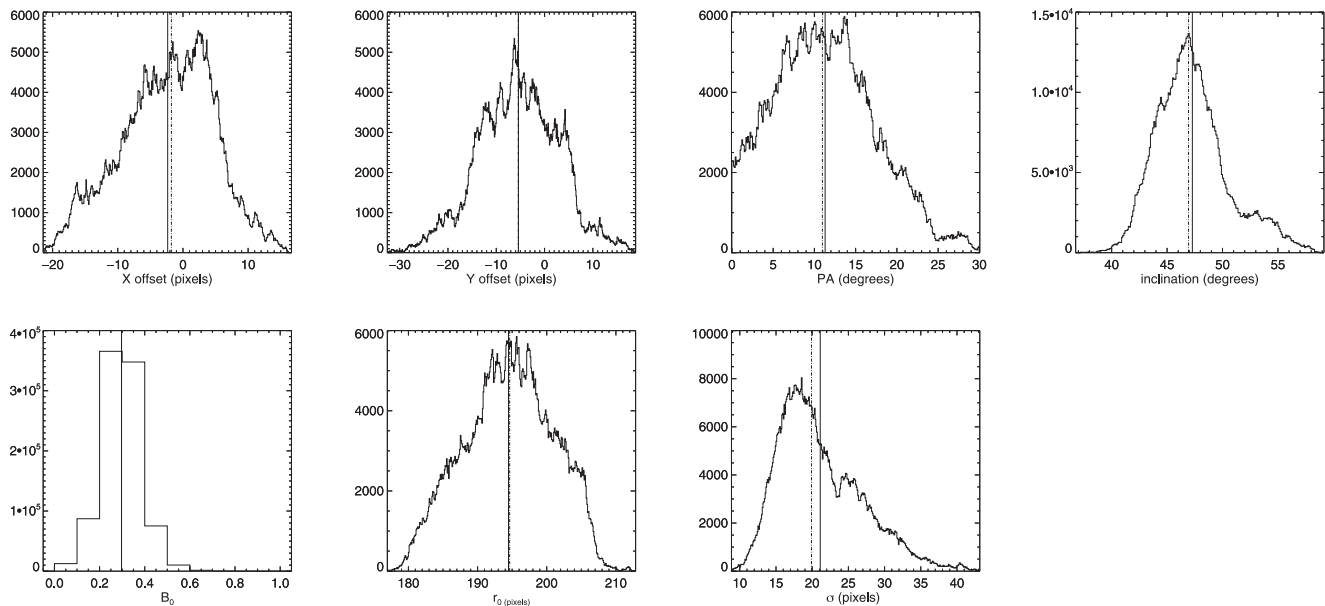 6000
5000
4000
3000
2000
1000
0
−20 −10 0 10
X offset (pixels)
6000
5000
4000
3000
2000
1000
0
−30 −20 −10 0 10
Y offset (pixels)
6000
4000
2000
0
0 5 10 15 20 25 30
PA (degrees)
1.5•10⁴
1.0•10⁴
5.0•10³
0
40 45 50 55
inclination (degrees)
4•10⁵
3•10⁵
2•10⁵
1•10⁵
0
0.0 0.2 0.4 0.6 0.8 1.0
B₀
6000
4000
2000
0
180 190 200 210
r₀ (pixels)
10000
8000
6000
4000
2000
0
10 15 20 25 30 35 40
σ (pixels)